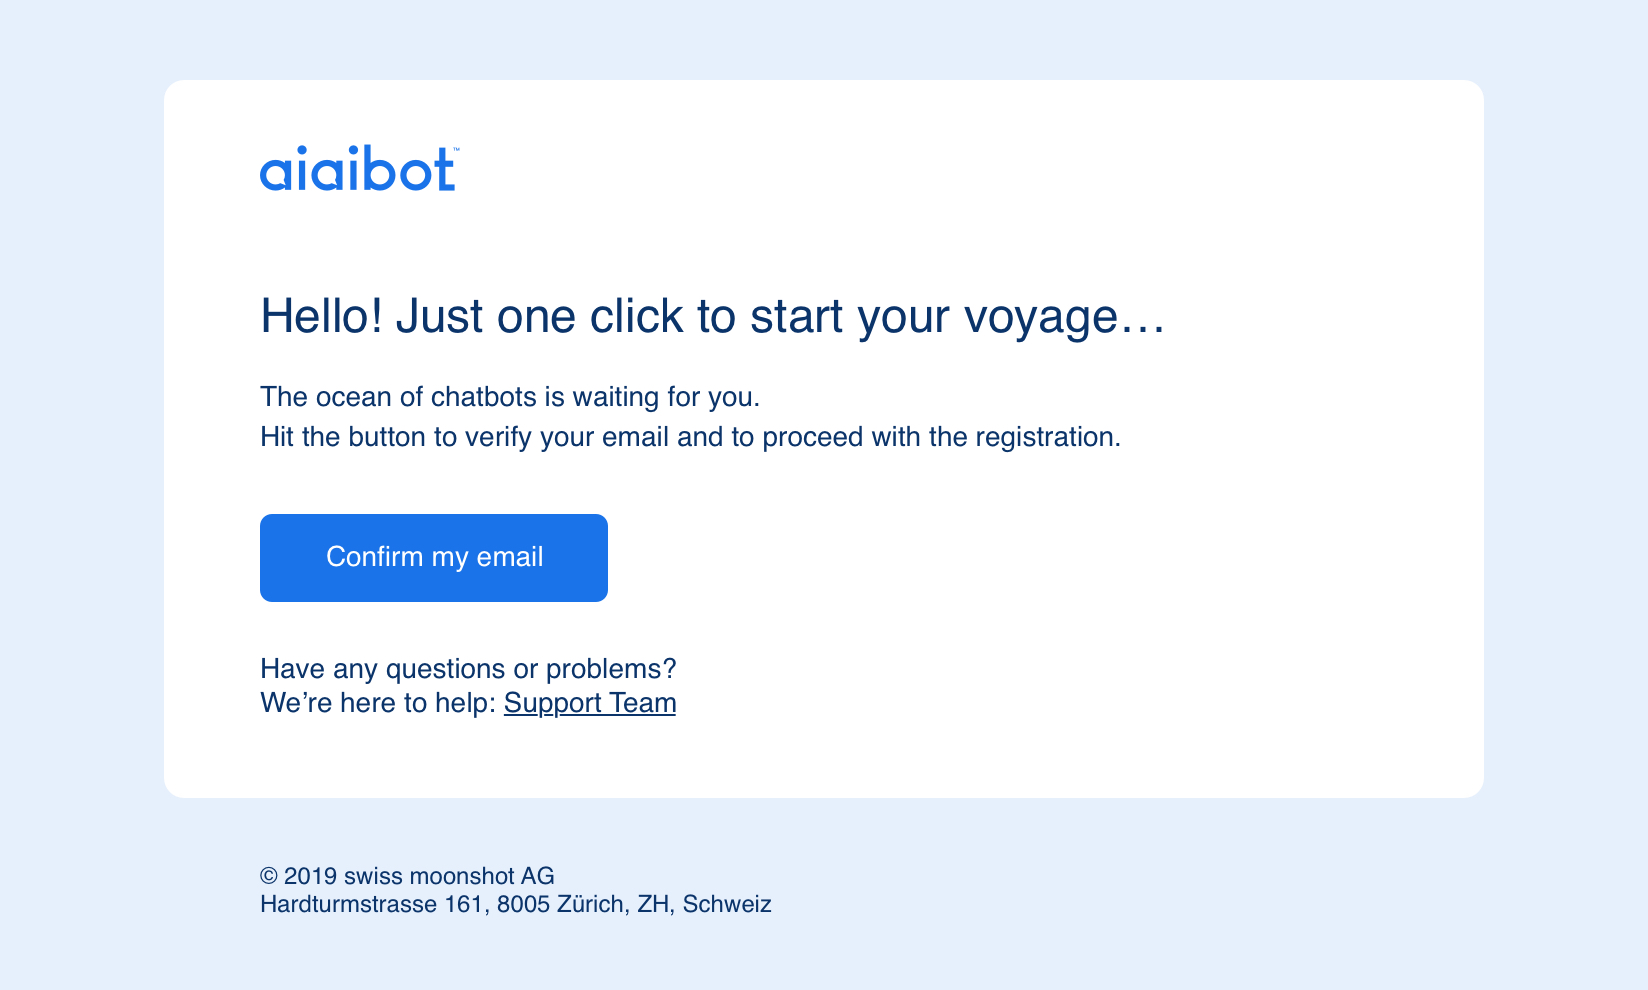 aiaibot™
Hello! Just one click to start your voyage…
The ocean of chatbots is waiting for you.
Hit the button to verify your email and to proceed with the registration.
Confirm my email
Have any questions or problems?
We’re here to help: Support Team
© 2019 swiss moonshot AG
Hardturmstrasse 161, 8005 Zürich, ZH, Schweiz